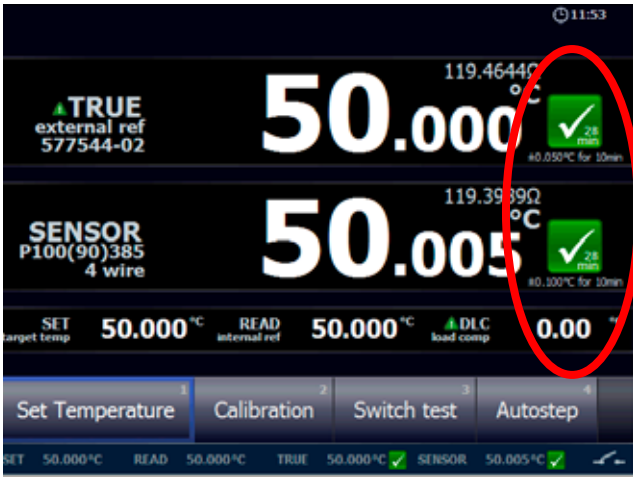 11:53
119.4644Ω
▲TRUE
external ref
577544-02
50.000°C
28
min
±0.050°C for 10min
119.3939Ω
SENSOR
P100(90)385
4 wire
50.005°C
28
min
±0.100°C for 10min
SET
target temp
50.000°C
READ
internal ref
50.000°C
▲DLC
load comp
0.00
1
Set Temperature
2
Calibration
3
Switch test
4
Autostep
SET 50.000°C READ 50.000°C TRUE 50.000°C SENSOR 50.005°C